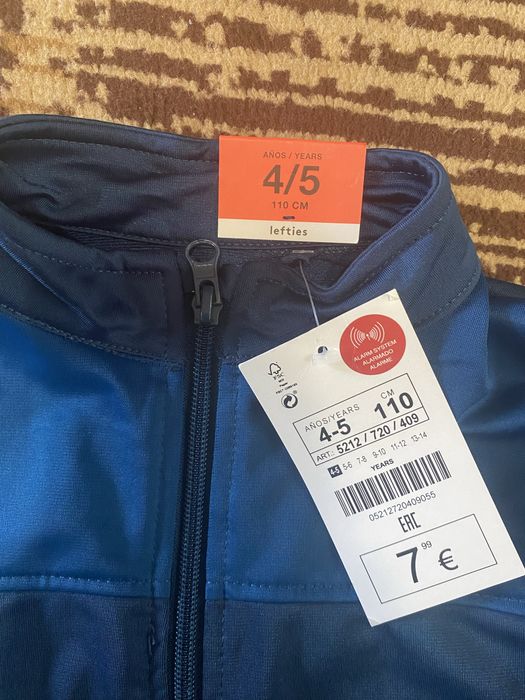 AÑOS / YEARS
4/5
110 CM
lefties
ALARM SYSTEM
ALARMADO
ALARME
FSC
AÑOS/YEARS
CM
4-5
110
ART.: 5212 / 720 / 409
4-5 5-6 7-8 9-10 11-12 13-14
YEARS
05212720409055
EAC
7,99 €